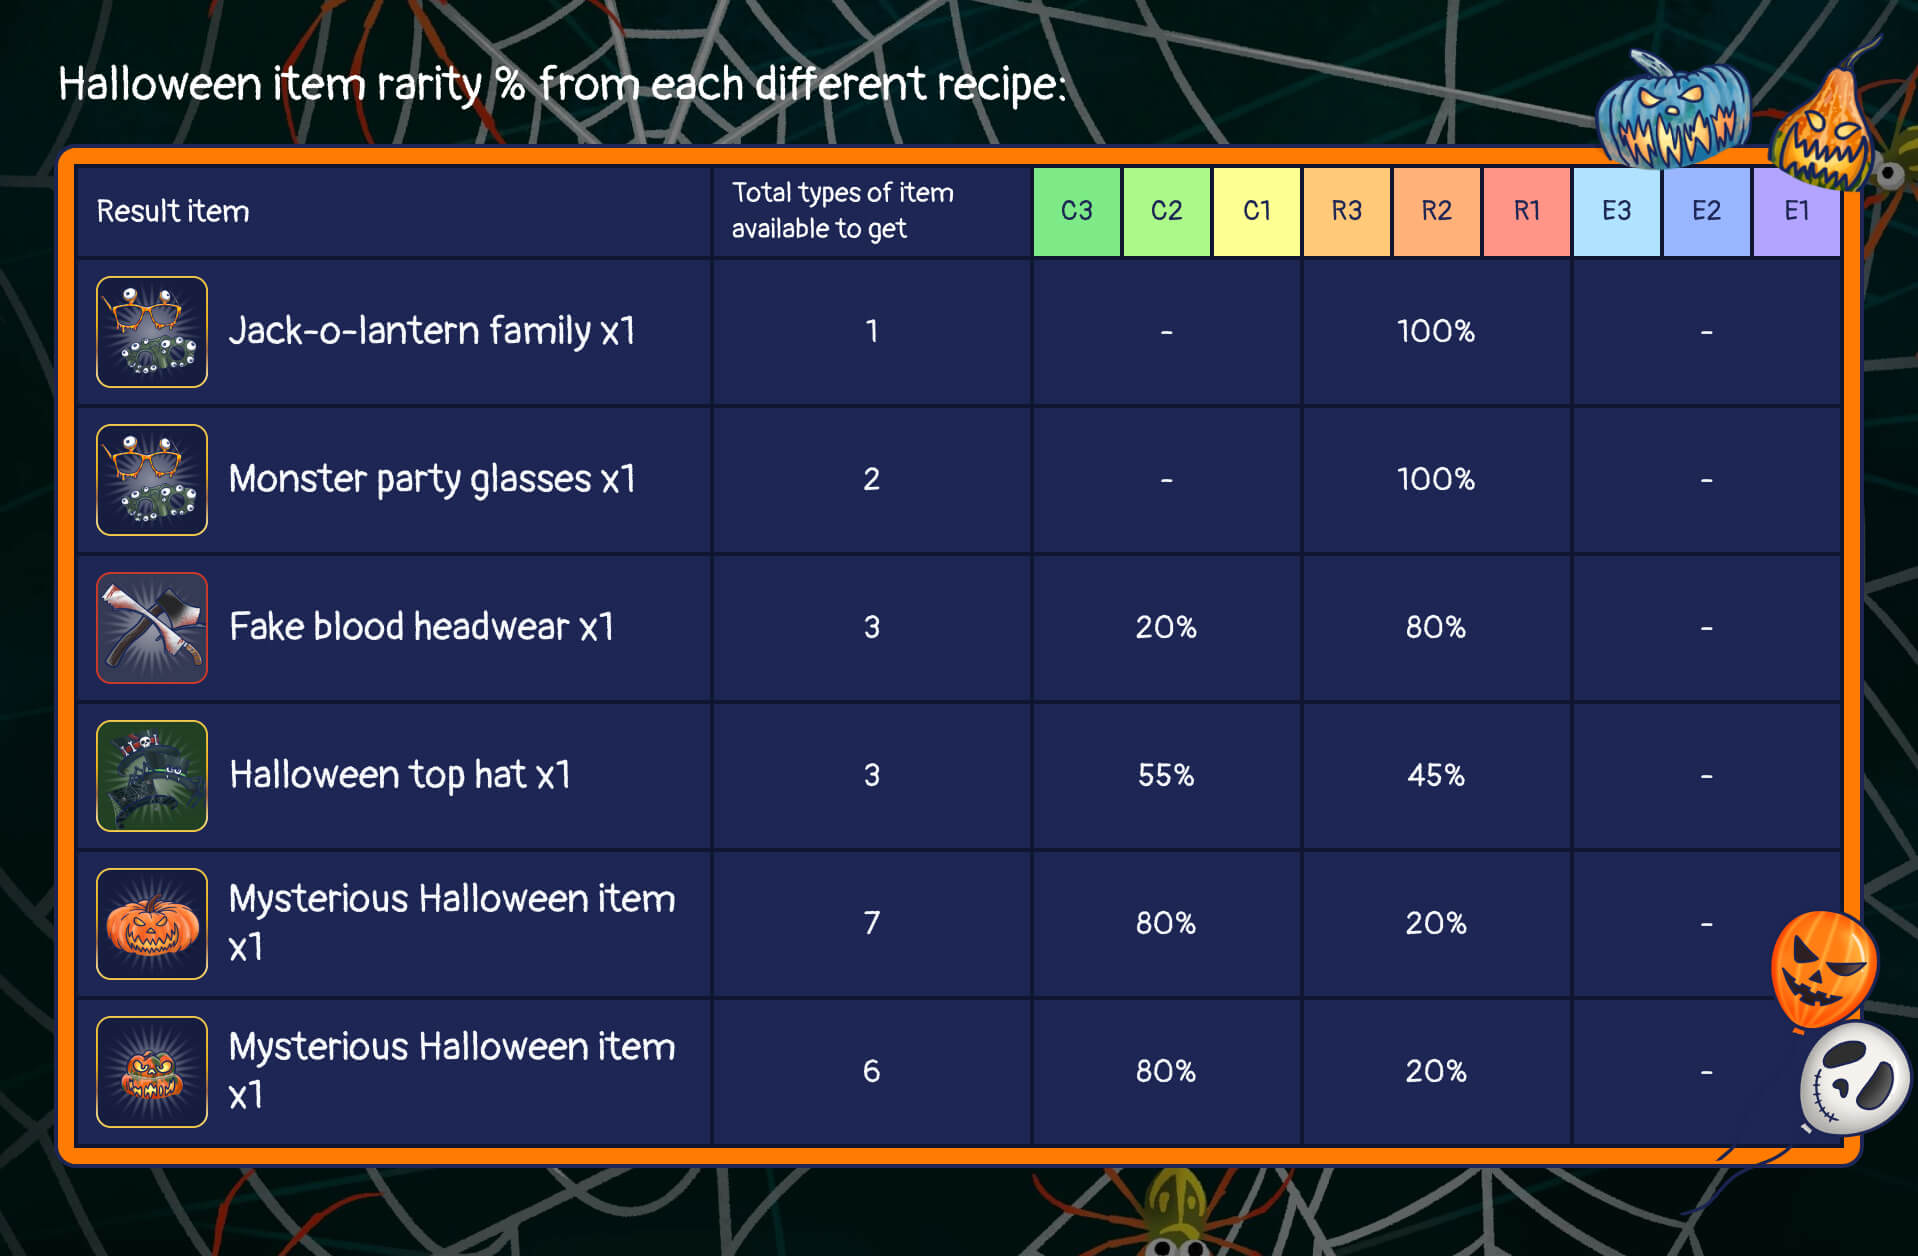 Halloween item rarity % from each different recipe:
Result item
Total types of item
available to get
C3 C2 C1 R3 R2 R1 E3 E2 E1
Jack-o-lantern family x1 1 - 100% -
Monster party glasses x1 2 - 100% -
Fake blood headwear x1 3 20% 80% -
Halloween top hat x1 3 55% 45% -
Mysterious Halloween item
x1
7 80% 20% -
Mysterious Halloween item
x1
6 80% 20% -